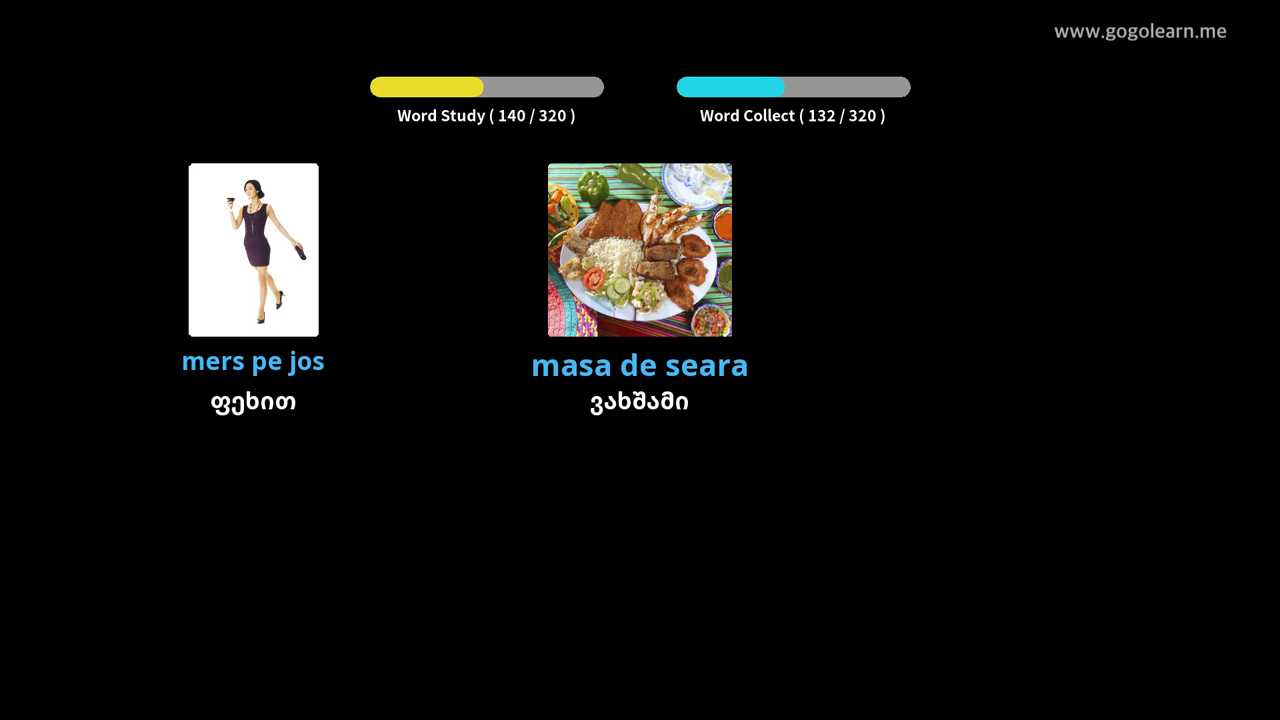 www.gogolearn.me
Word Study ( 140 / 320 )
Word Collect ( 132 / 320 )
mers pe jos
masa de seara
ფეხით
ვახშამი